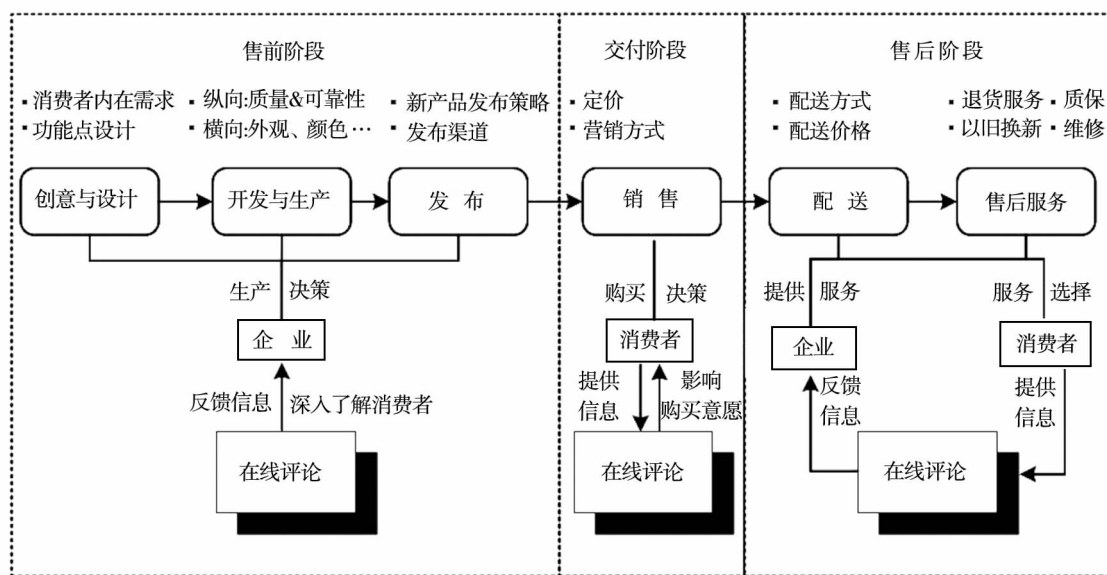 售前阶段
交付阶段
售后阶段
▪消费者内在需求
▪功能点设计
▪纵向:质量&可靠性
▪横向:外观、颜色…
▪新产品发布策略
▪发布渠道
▪定价
▪营销方式
▪配送方式
▪配送价格
▪退货服务
▪以旧换新
▪质保
▪维修
创意与设计
开发与生产
发 布
销 售
配 送
售后服务
生产 决策
企 业
反馈信息 深入了解消费者
在线评论
购买 决策
消费者
提供
信息
影响
购买意愿
在线评论
提供 服务
企业
反馈
信息
服务 选择
消费者
提供
信息
在线评论